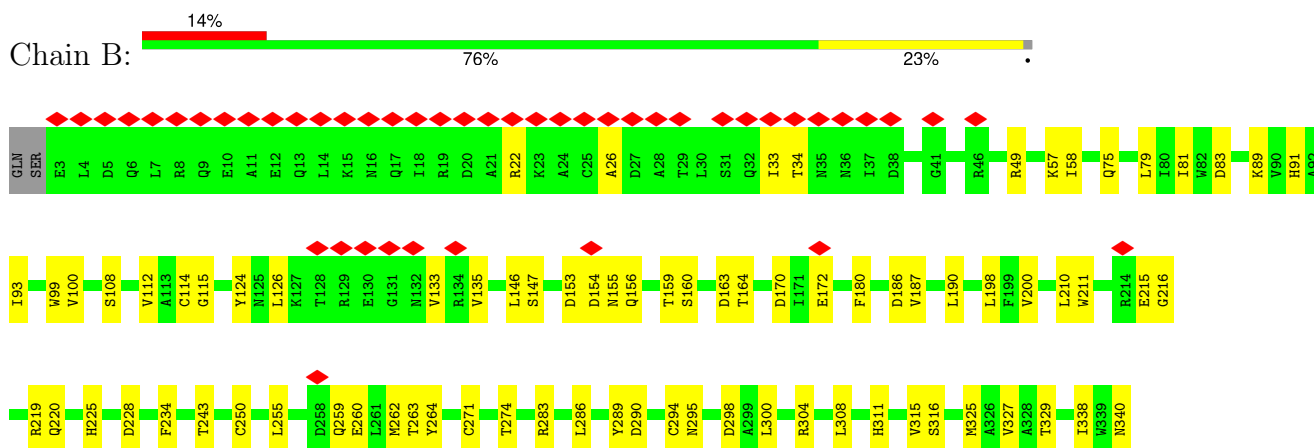 14%
Chain B:
76% 23% •
GLN SER E3 L4 D5 Q6 L7 R8 Q9 E10 A11 E12 Q13 L14 K15 N16 Q17 I18 R19 D20 A21 R22 K23 A24 C25 A26 D27 A28 T29 L30 S31 Q32 I33 T34 N35 N36 I37 D38 G41 R46 R49 K57 I58 Q75 L79 I80 I81 W82 D83 K89 V90 H91 A92
I93 W99 V100 S108 V112 A113 C114 G115 Y124 N125 L126 K127 T128 R129 E130 G131 N132 V133 R134 V135 L146 S147 D153 D154 N155 Q156 T159 S160 D163 T164 D170 I171 E172 F180 D186 V187 L190 L198 F199 V200 L210 W211 R214 E215 G216
R219 Q220 H225 D228 F234 T243 C250 L255 D258 Q259 E260 L261 M262 T263 Y264 C271 T274 R283 L286 Y289 D290 C294 N295 D298 A299 L300 R304 L308 H311 V315 S316 M325 A326 V327 A328 T329 I338 W339 N340